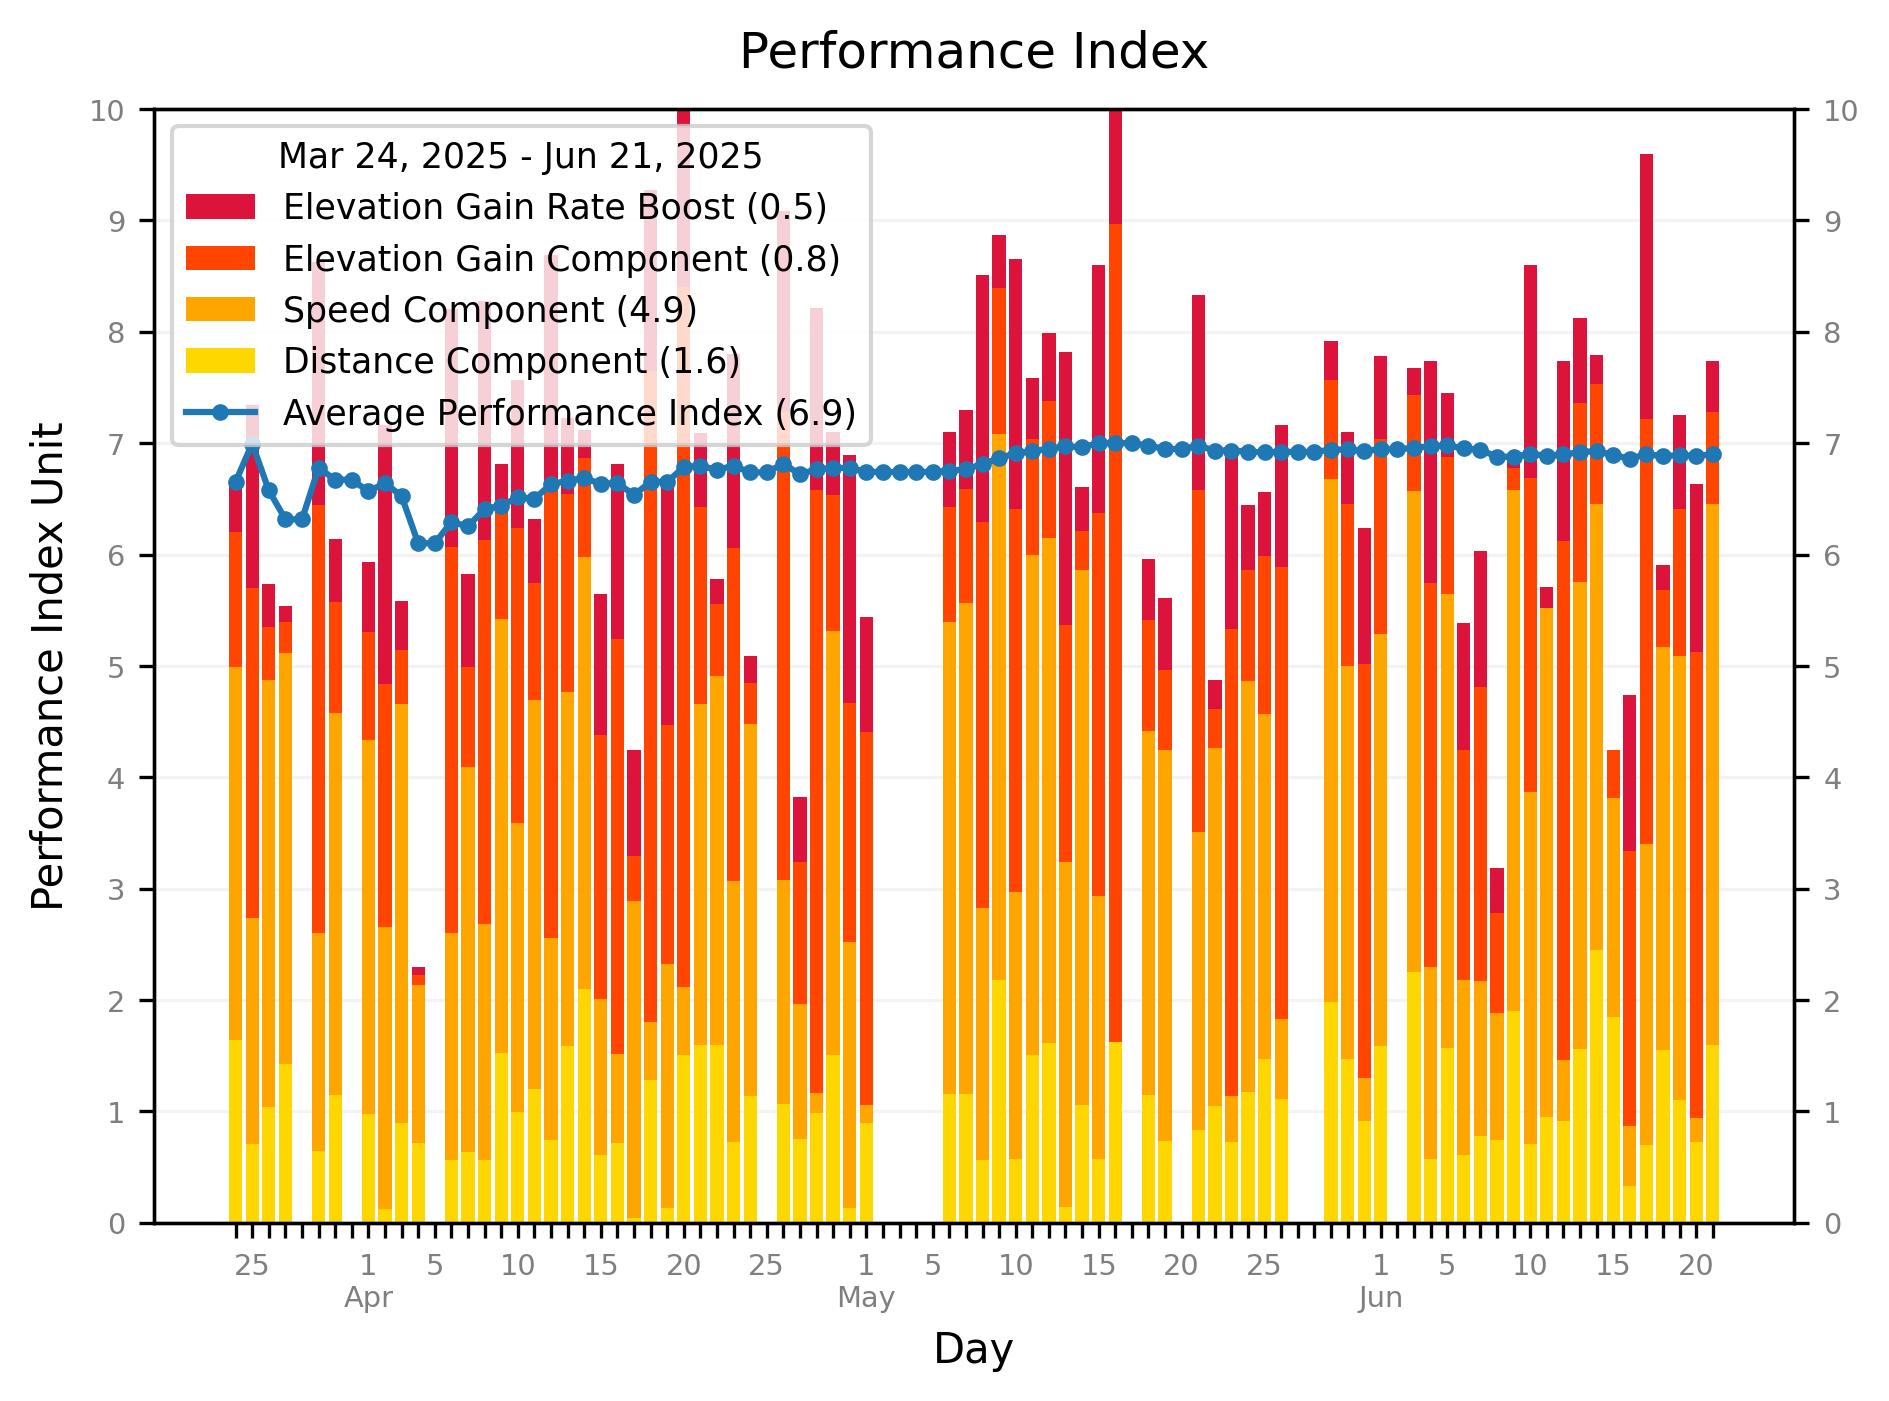 Performance Index
Mar 24, 2025 - Jun 21, 2025
Elevation Gain Rate Boost (0.5)
Elevation Gain Component (0.8)
Speed Component (4.9)
Distance Component (1.6)
Average Performance Index (6.9)
Performance Index Unit
10 10
9 9
8 8
7 7
6 6
5 5
4 4
3 3
2 2
1 1
0 0
25 1 5 10 15 20 25 1 5 10 15 20 25 1 5 10 15 20
Apr May Jun
Day